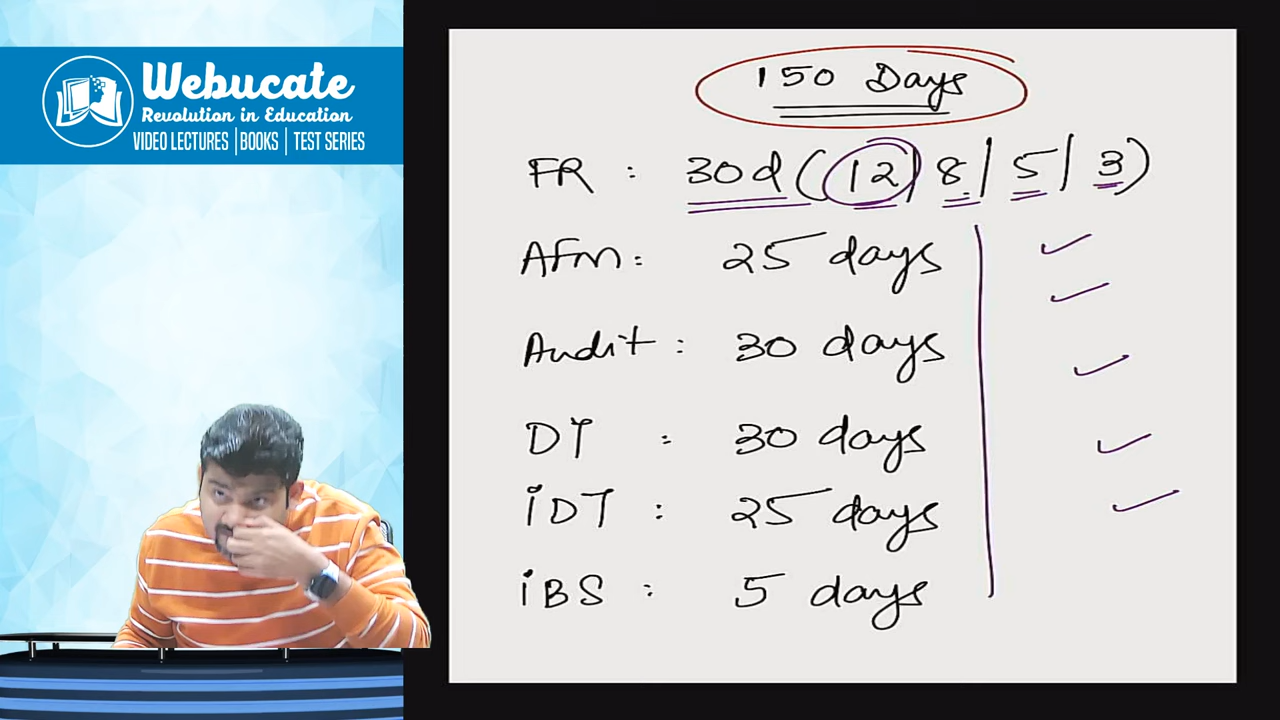 Webucate
Revolution in Education
VIDEO LECTURES | BOOKS | TEST SERIES
150 Days
FR : 30d (12 | 8 | 5 | 3)
AFM : 25 days
Audit : 30 days
DT : 30 days
iDT : 25 days
iBS : 5 days